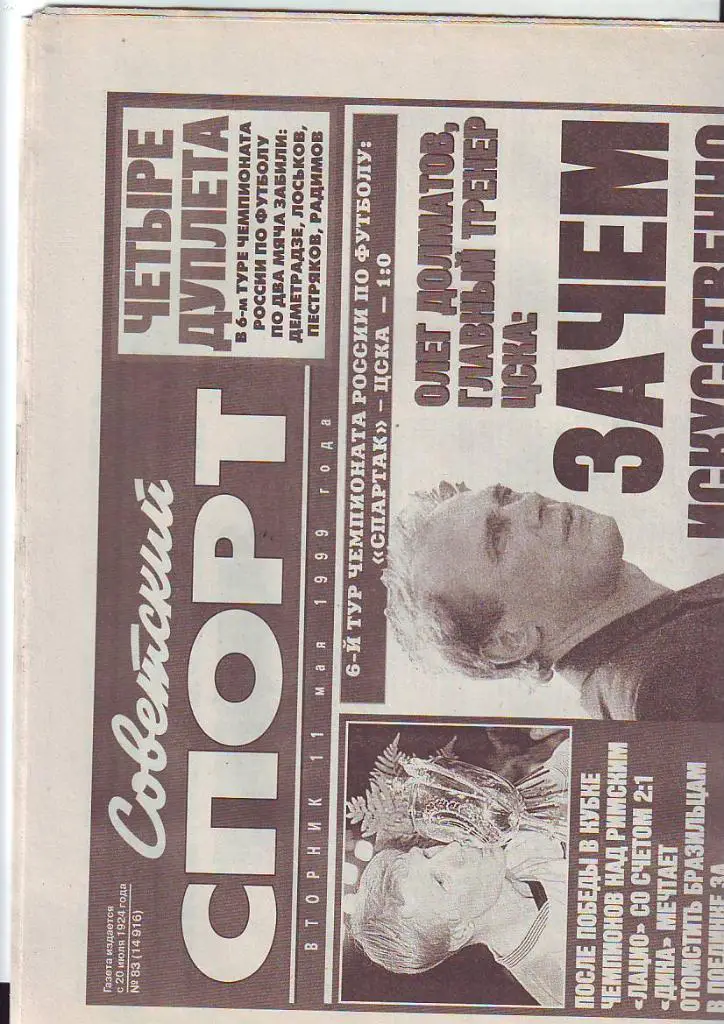 Газета издается
с 20 июля 1924 года
№ 83 (14 916)
Советский
СПОРТ
вторник 11 мая 1999 года
ЧЕТЫРЕ
ДУПЛЕТА
В 6-м ТУРЕ ЧЕМПИОНАТА
РОССИИ ПО ФУТБОЛУ
ПО ДВА МЯЧА ЗАБИЛИ:
ДЕМЕТРАДЗЕ, ЛОСЬКОВ,
ПЕСТРЯКОВ, РАДИМОВ
6-Й ТУР ЧЕМПИОНАТА РОССИИ ПО ФУТБОЛУ:
«СПАРТАК» – ЦСКА – 1:0
ОЛЕГ ДОЛМАТОВ,
ГЛАВНЫЙ ТРЕНЕР
ЦСКА:
ЗАЧЕМ
ИСКУССТВЕННО
ПОСЛЕ ПОБЕДЫ В КУБКЕ
ЧЕМПИОНОВ НАД РИМСКИМ
«ЛАЦИО» СО СЧЕТОМ 2:1
«ДИНА» МЕЧТАЕТ
ОТОМСТИТЬ БРАЗИЛЬЦАМ
В ПОЕДИНКЕ ЗА